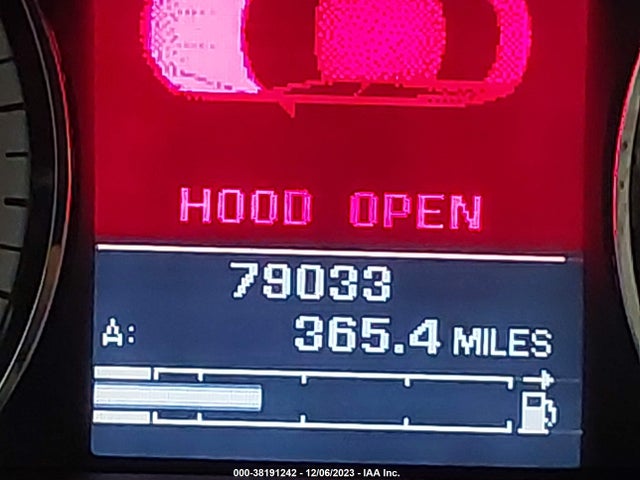 HOOD OPEN
79033
A: 365.4 MILES
000-38191242 - 12/06/2023 - IAA Inc.